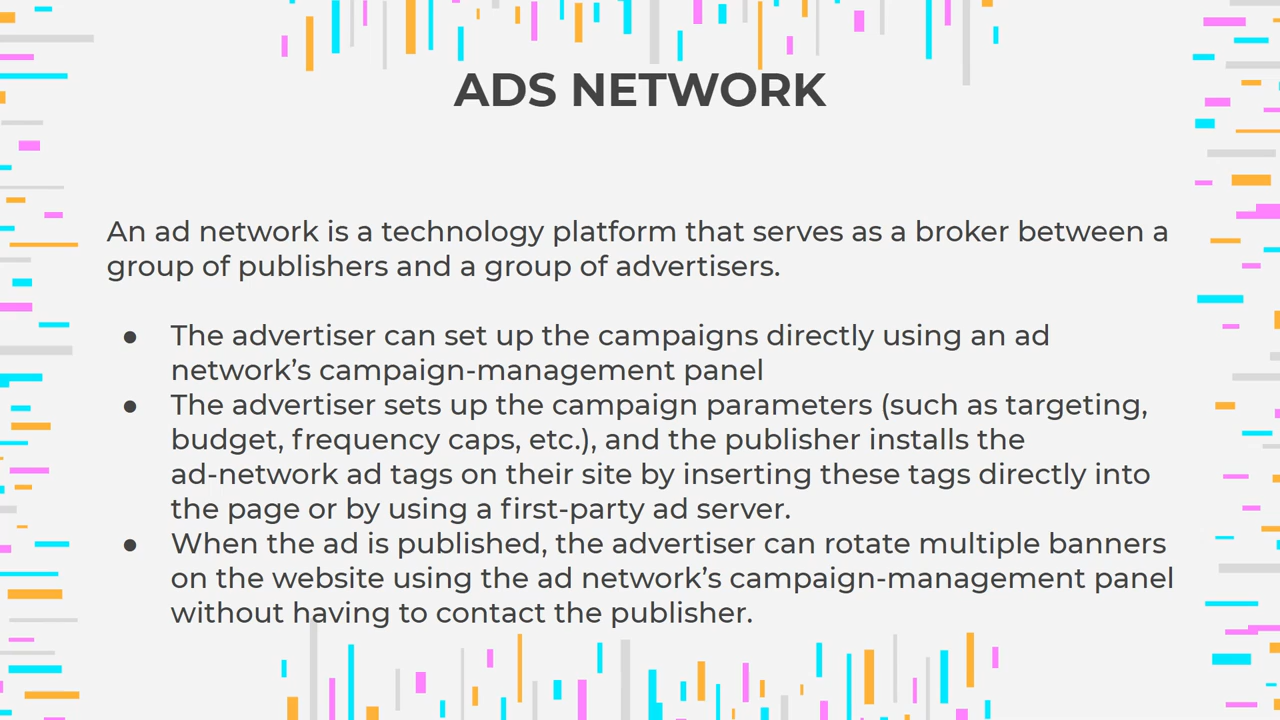 ADS NETWORK
An ad network is a technology platform that serves as a broker between a
group of publishers and a group of advertisers.
● The advertiser can set up the campaigns directly using an ad
network’s campaign-management panel
● The advertiser sets up the campaign parameters (such as targeting,
budget, frequency caps, etc.), and the publisher installs the
ad-network ad tags on their site by inserting these tags directly into
the page or by using a first-party ad server.
● When the ad is published, the advertiser can rotate multiple banners
on the website using the ad network’s campaign-management panel
without having to contact the publisher.